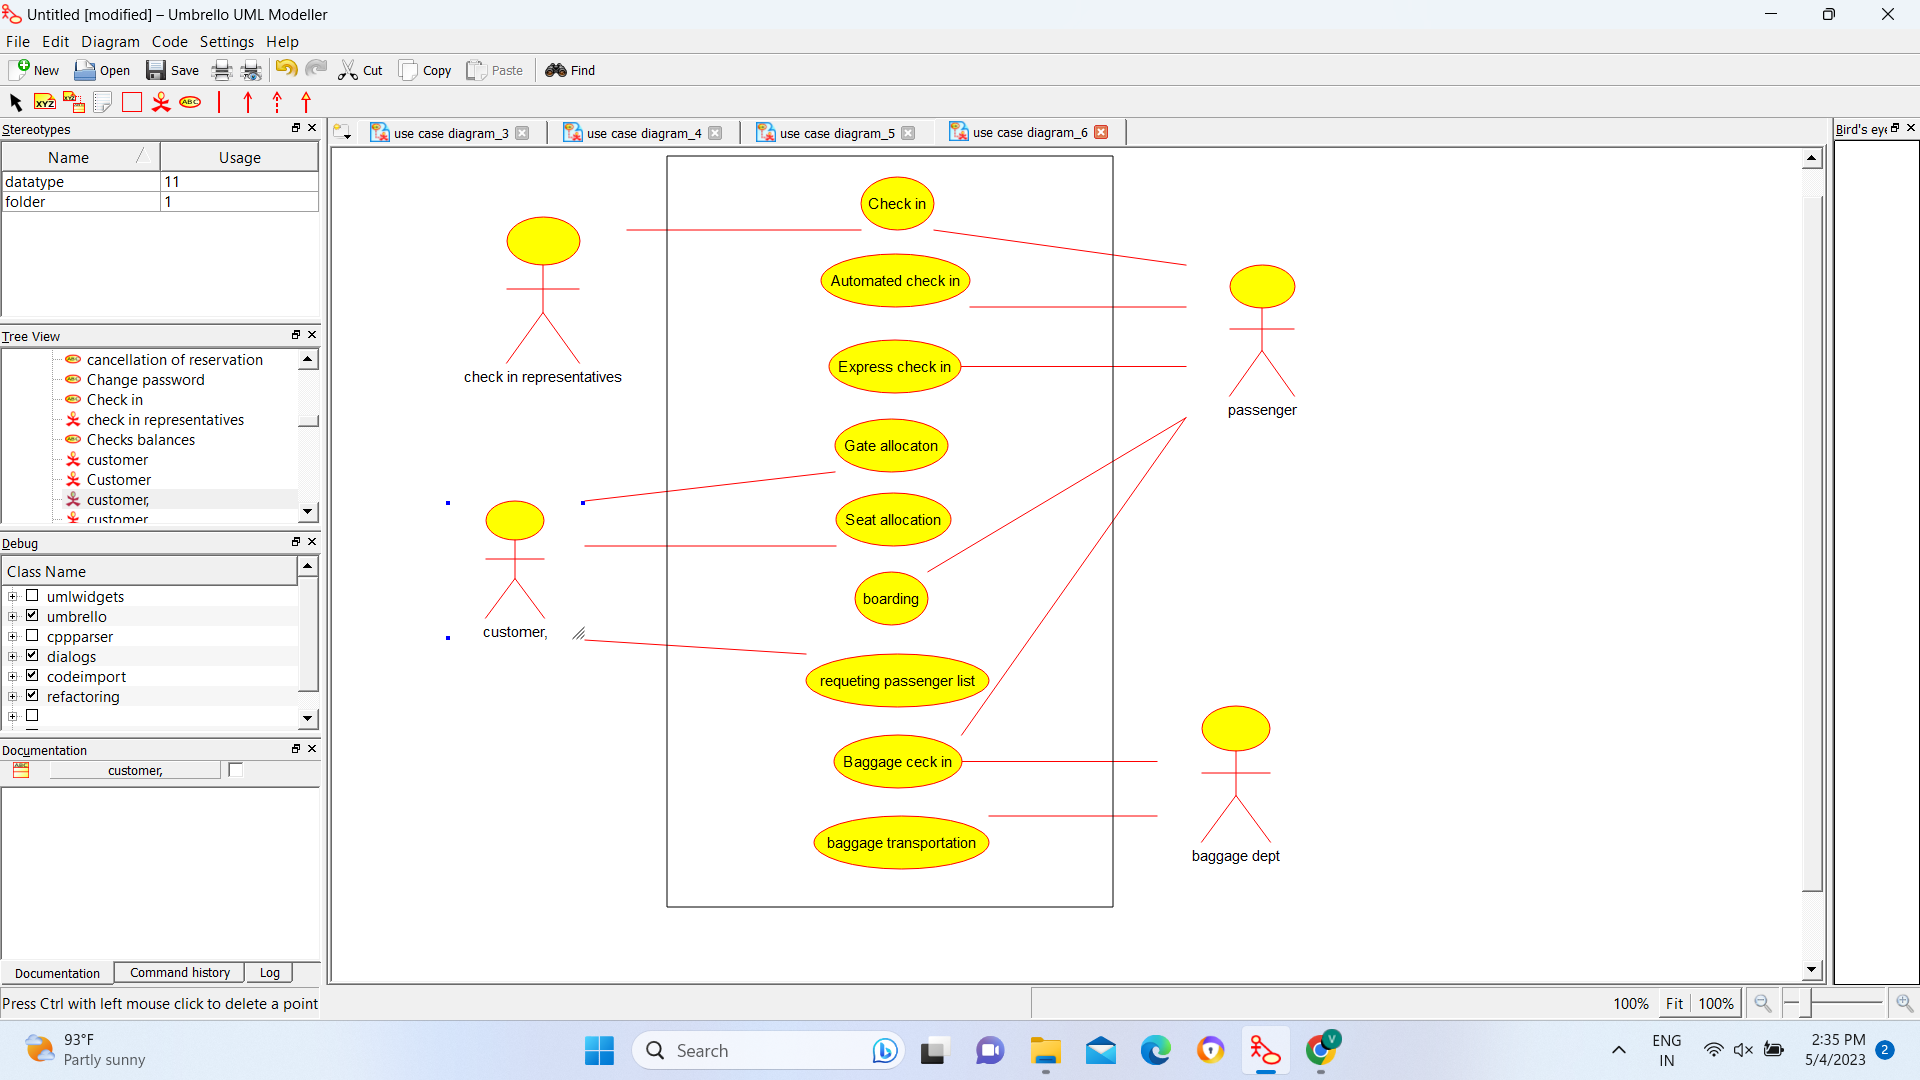 Untitled [modified] – Umbrello UML Modeller
File Edit Diagram Code Settings Help
New Open Save Cut Copy Paste Find
XYZ XYZ ABC
Stereotypes
Name Usage
datatype 11
folder 1
Tree View
cancellation of reservation
Change password
Check in
check in representatives
Checks balances
customer
Customer
customer,
customer
Debug
Class Name
umlwidgets
umbrello
cppparser
dialogs
codeimport
refactoring
Documentation
customer,
Documentation Command history Log
Press Ctrl with left mouse click to delete a point
use case diagram_3 use case diagram_4 use case diagram_5 use case diagram_6
Bird's eye
Check in
Automated check in
Express check in
Gate allocaton
Seat allocation
boarding
requeting passenger list
Baggage ceck in
baggage transportation
check in representatives
customer,
passenger
baggage dept
100% Fit 100%
93°F
Partly sunny
Search
V
ENG
IN
2:35 PM
5/4/2023
2